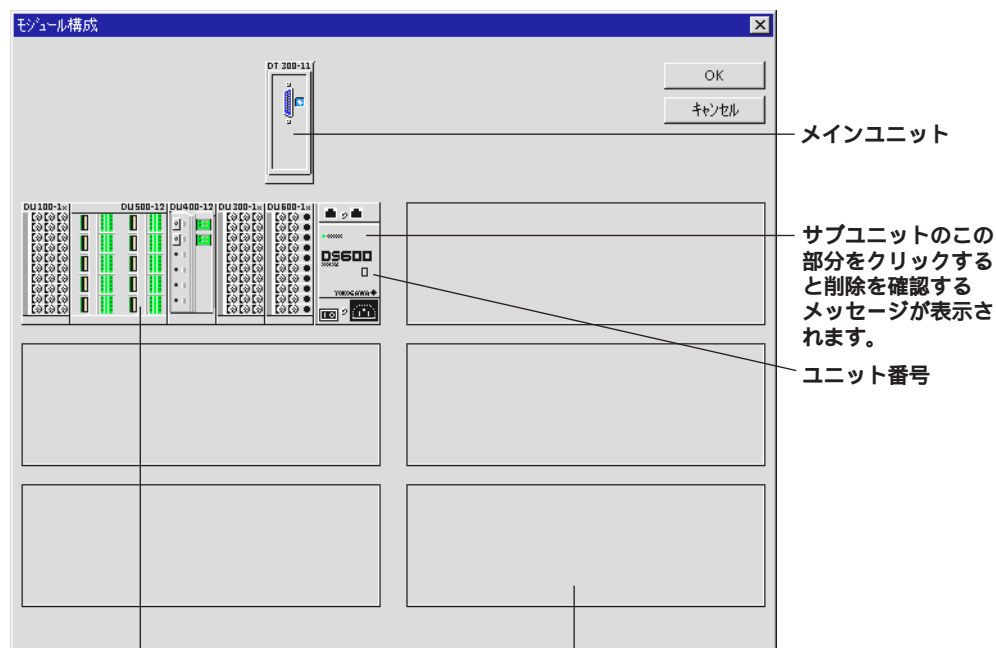 モジュール構成
DT 300-11
OK
キャンセル
メインユニット
DU100-1x
DU500-12
DU400-12
DU300-1x
DU600-1x
DS600
YOKOGAWA
サブユニットのこの
部分をクリックする
と削除を確認する
メッセージが表示さ
れます。
ユニット番号